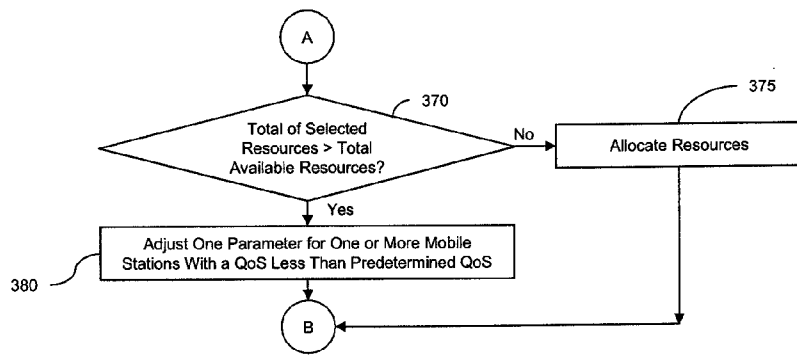 A
370
375
Total of Selected
Resources > Total
Available Resources?
No
Allocate Resources
Yes
Adjust One Parameter for One or More Mobile
Stations With a QoS Less Than Predetermined QoS
380
B